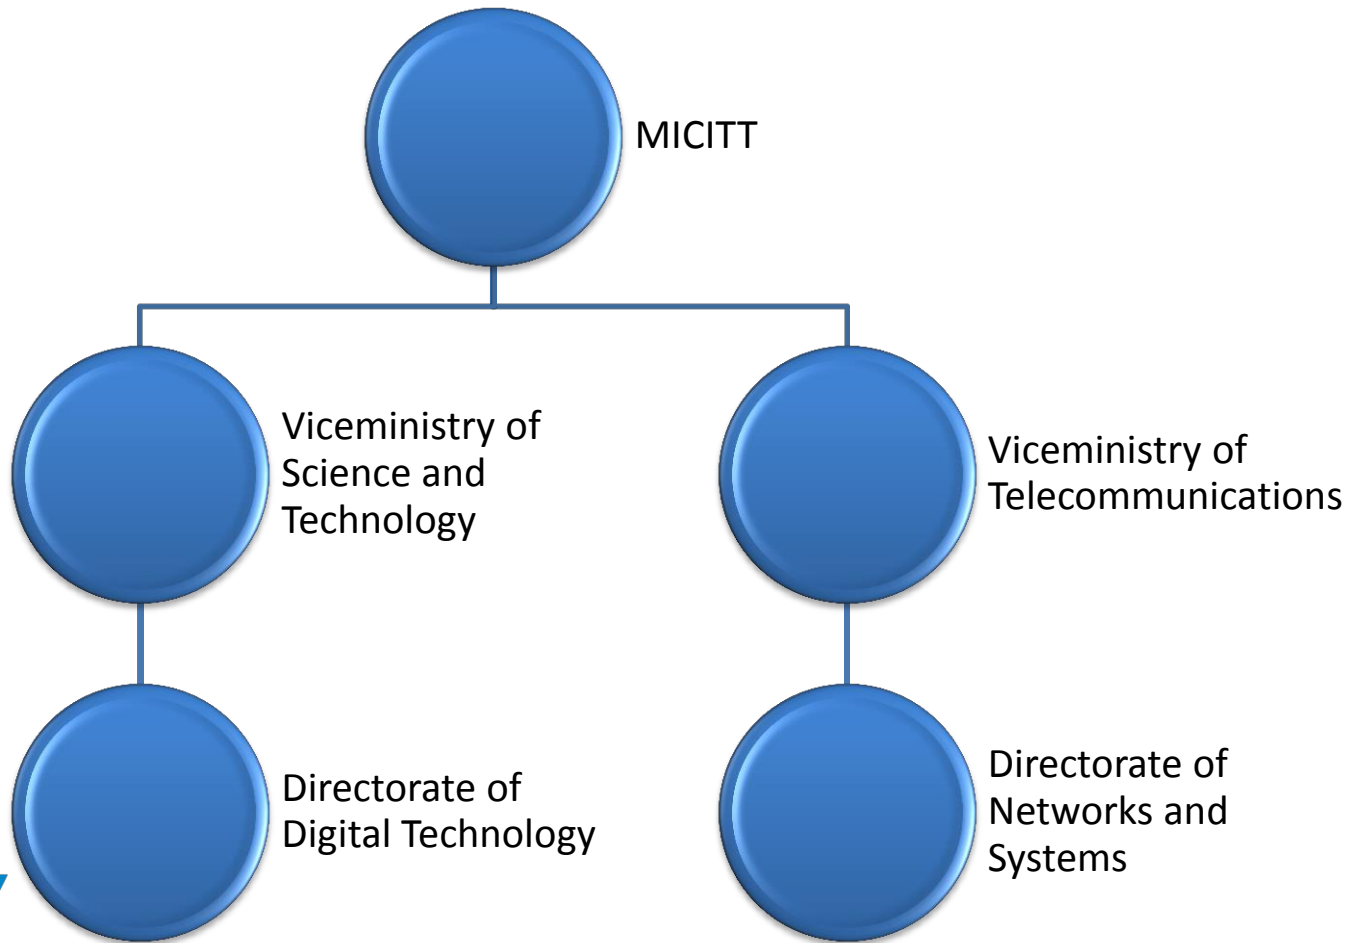 MICITT
Viceministry of
Science and
Technology
Viceministry of
Telecommunications
Directorate of
Digital Technology
Directorate of
Networks and
Systems